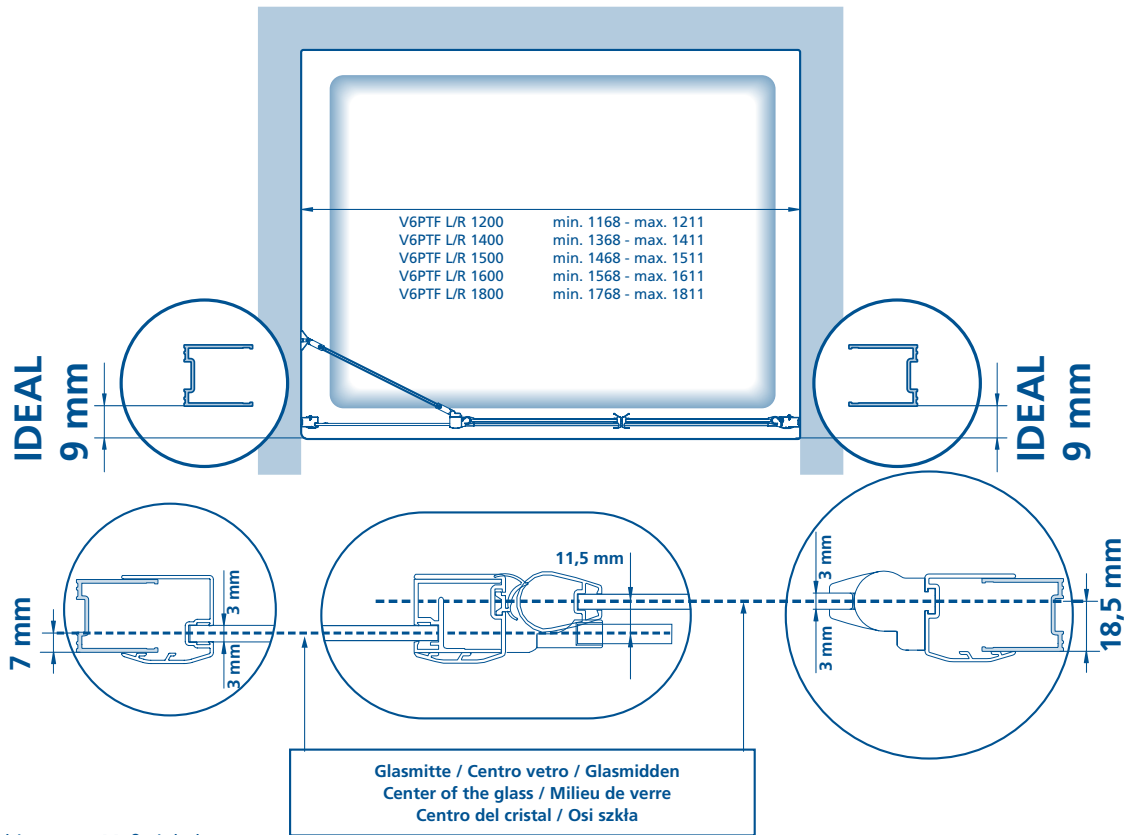 V6PTF L/R 1200 min. 1168 - max. 1211
V6PTF L/R 1400 min. 1368 - max. 1411
V6PTF L/R 1500 min. 1468 - max. 1511
V6PTF L/R 1600 min. 1568 - max. 1611
V6PTF L/R 1800 min. 1768 - max. 1811
IDEAL
9 mm
IDEAL
9 mm
7 mm
3 mm
3 mm
11,5 mm
3 mm
3 mm
18,5 mm
Glasmitte / Centro vetro / Glasmidden
Center of the glass / Milieu de verre
Centro del cristal / Osi szkła